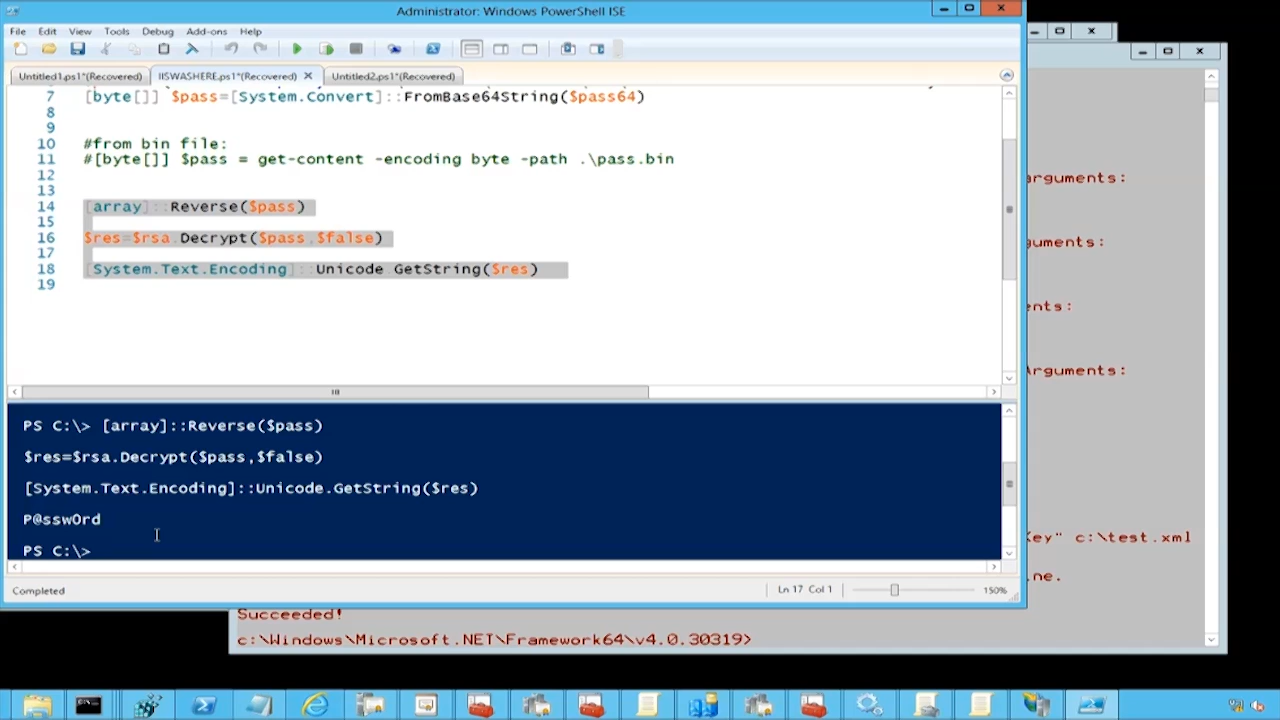 Administrator: Windows PowerShell ISE
File Edit View Tools Debug Add-ons Help
Untitled1.ps1*(Recovered) IISWASHERE.ps1*(Recovered) Untitled2.ps1*(Recovered)
7 [byte[]] $pass=[System.Convert]::FromBase64String($pass64)
8
9
10 #from bin file:
11 #[byte[]] $pass = get-content -encoding byte -path .\pass.bin
12
13
14 [array]::Reverse($pass)
15
16 $res=$rsa.Decrypt($pass,$false)
17
18 [System.Text.Encoding]::Unicode.GetString($res)
19
PS C:\> [array]::Reverse($pass)
$res=$rsa.Decrypt($pass,$false)
[System.Text.Encoding]::Unicode.GetString($res)
P@ssw0rd
PS C:\>
Completed Ln 17 Col 1 150%
arguments:
guments:
ents:
Arguments:
Key" c:\test.xml
ne.
Succeeded!
c:\Windows\Microsoft.NET\Framework64\v4.0.30319>